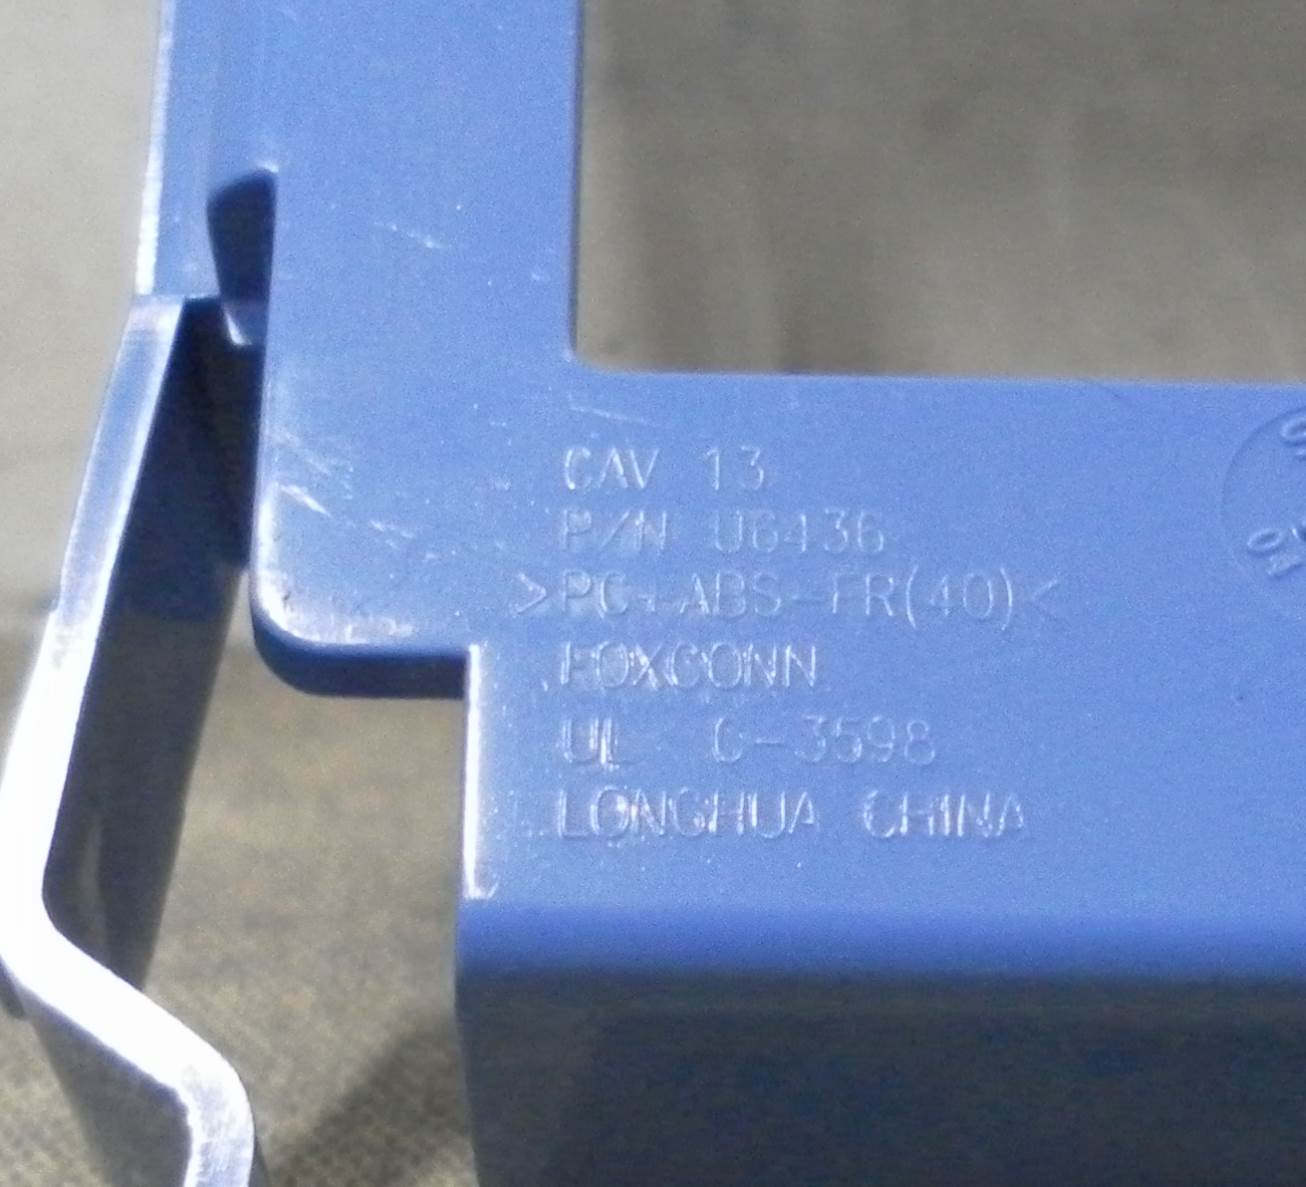 CAV 13
P/N U6436
>PC+ABS-FR(40)<
FOXCONN
UL C-3598
LONGHUA CHINA